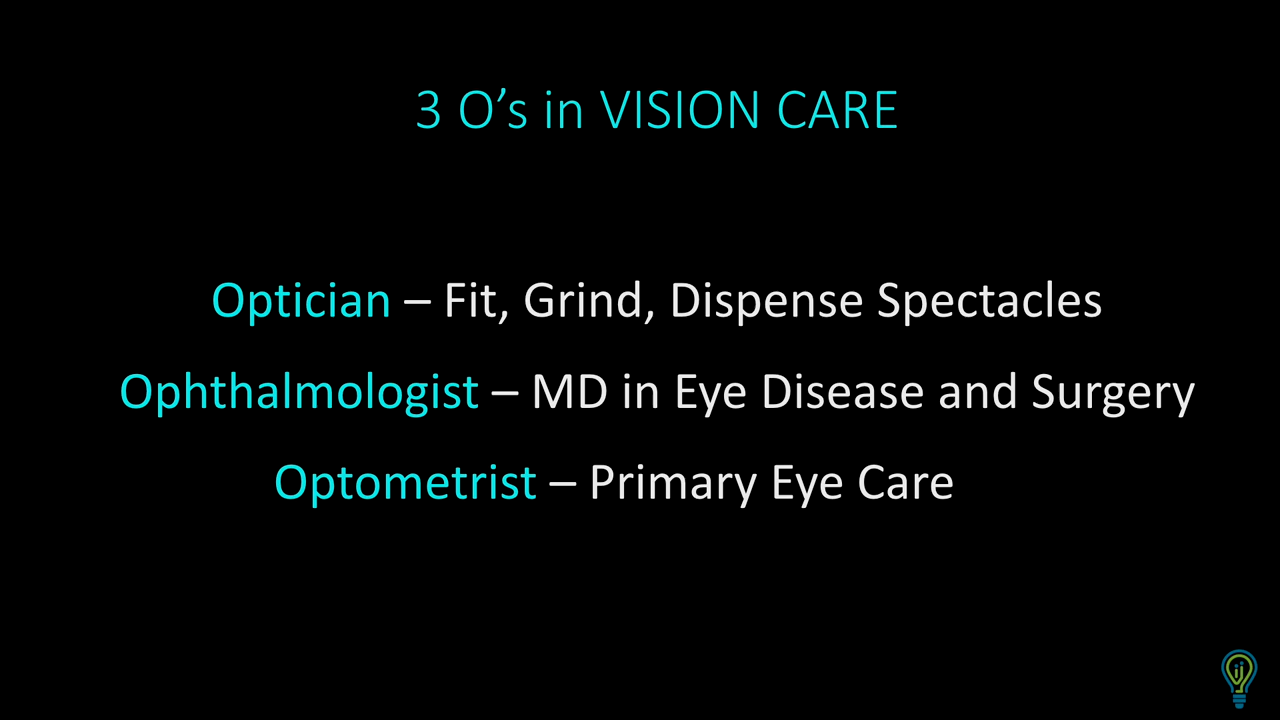 3 O’s in VISION CARE
Optician – Fit, Grind, Dispense Spectacles
Ophthalmologist – MD in Eye Disease and Surgery
Optometrist – Primary Eye Care